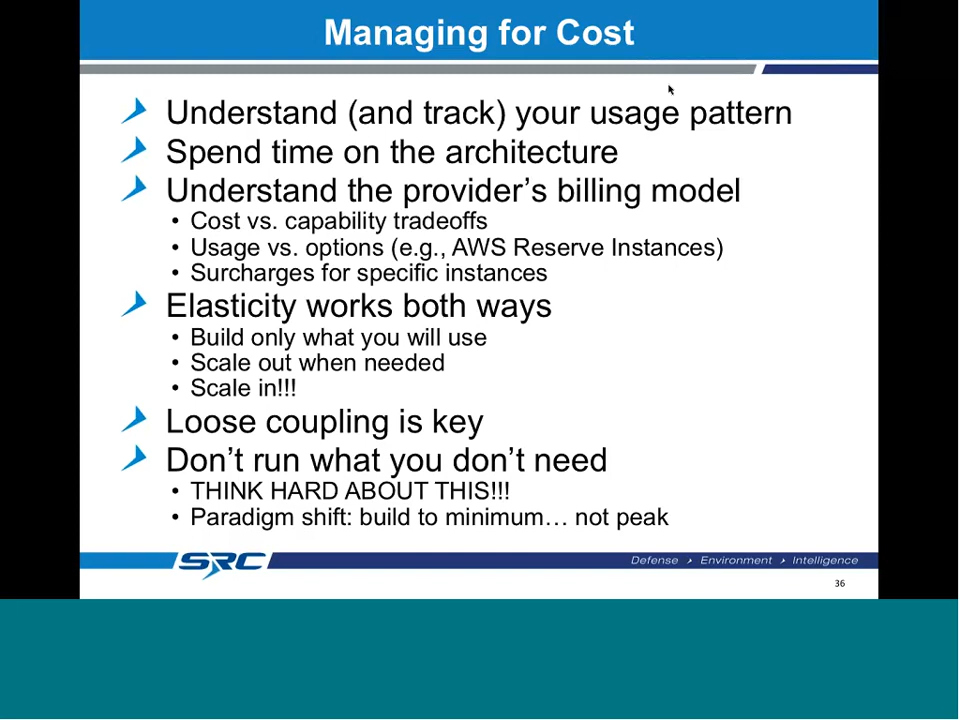 Managing for Cost
Understand (and track) your usage pattern
Spend time on the architecture
Understand the provider's billing model
• Cost vs. capability tradeoffs
• Usage vs. options (e.g., AWS Reserve Instances)
• Surcharges for specific instances
Elasticity works both ways
• Build only what you will use
• Scale out when needed
• Scale in!!!
Loose coupling is key
Don't run what you don't need
• THINK HARD ABOUT THIS!!!
• Paradigm shift: build to minimum… not peak
SRC
Defense Environment Intelligence
36